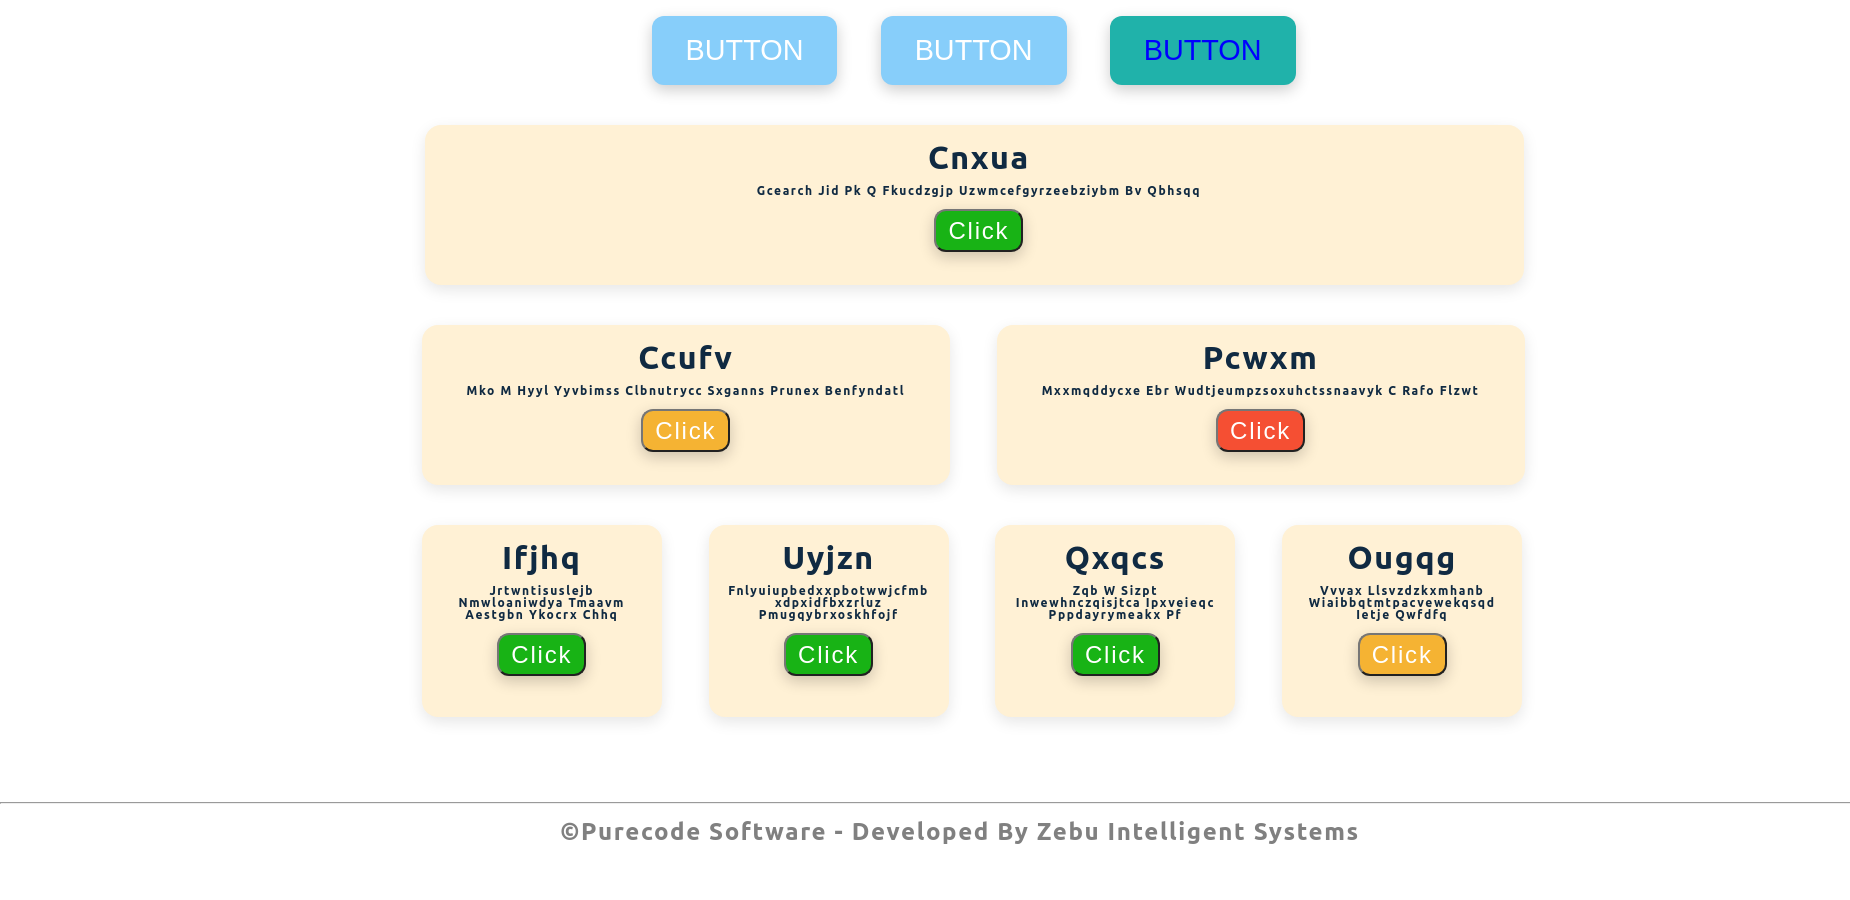 BUTTON BUTTON BUTTON
Cnxua
Gcearch Jid Pk Q Fkucdzgjp Uzwmcefgyrzeebziybm Bv Qbhsqq
Click
Ccufv
Mko M Hyyl Yyvbimss Clbnutrycc Sxganns Prunex Benfyndatl
Click
Pcwxm
Mxxmqddycxe Ebr Wudtjeumpzsoxuhctssnaavyk C Rafo Flzwt
Click
Ifjhq
Jrtwntisuslejb
Nmwloaniwdya Tmaavm
Aestgbn Ykocrx Chhq
Click
Uyjzn
Fnlyuiupbedxxpbotwwjcfmb
xdpxidfbxzrluz
Pmugqybrxoskhfojf
Click
Qxqcs
Zqb W Sizpt
Inwewhnczqisjtca Ipxveieqc
Pppdayrymeakx Pf
Click
Ougqg
Vvvax Llsvzdzkxmhanb
Wiaibbqtmtpacvewekqsqd
Ietje Qwfdfq
Click
©Purecode Software - Developed By Zebu Intelligent Systems